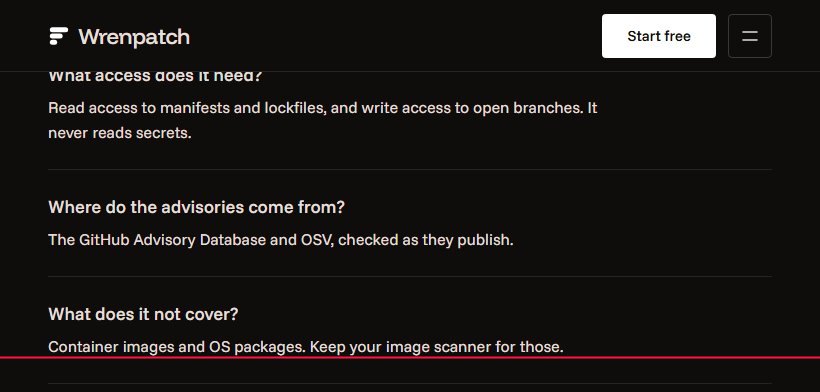 Wrenpatch
Start free
What access does it need?
Read access to manifests and lockfiles, and write access to open branches. It
never reads secrets.
Where do the advisories come from?
The GitHub Advisory Database and OSV, checked as they publish.
What does it not cover?
Container images and OS packages. Keep your image scanner for those.